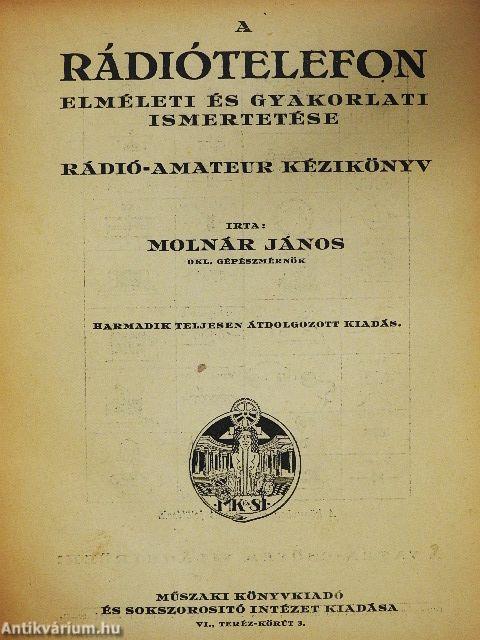 A
RÁDIÓTELEFON
ELMÉLETI ÉS GYAKORLATI
ISMERTETÉSE
RÁDIÓ-AMATEUR KÉZIKÖNYV
IRTA:
MOLNÁR JÁNOS
OKL. GÉPÉSZMÉRNÖK
HARMADIK TELJESEN ÁTDOLGOZOTT KIADÁS.
MKSI
MŰSZAKI KÖNYVKIADÓ
ÉS SOKSZOROSITÓ INTÉZET KIADÁSA
VI., TERÉZ-KÖRÚT 3.
Antikvárium.hu